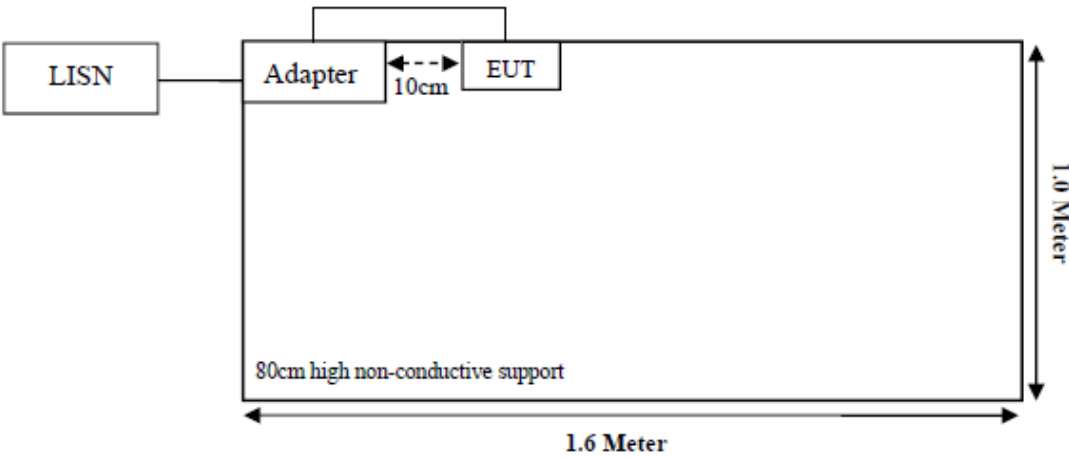 LISN
Adapter
EUT
10cm
1.0 Meter
80cm high non-conductive support
1.6 Meter